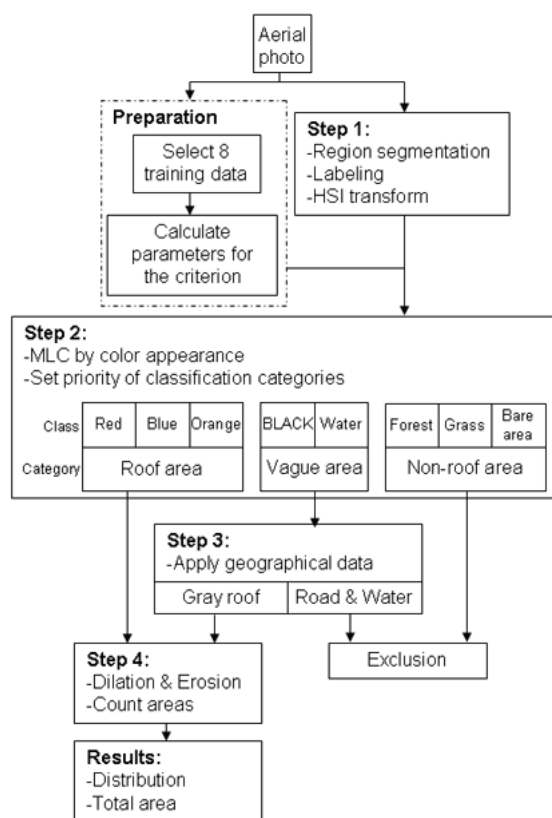 Aerial
photo
Preparation
Select 8
training data
Calculate
parameters for
the criterion
Step 1:
-Region segmentation
-Labeling
-HSI transform
Step 2:
-MLC by color appearance
-Set priority of classification categories
Class
Red
Blue
Orange
BLACK
Water
Forest
Grass
Bare
area
Category
Roof area
Vague area
Non-roof area
Step 3:
-Apply geographical data
Gray roof
Road & Water
Step 4:
-Dilation & Erosion
-Count areas
Exclusion
Results:
-Distribution
-Total area